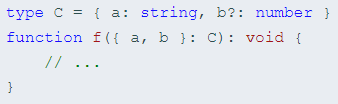 type C = { a: string, b?: number }
function f({ a, b }: C): void {
    // ...
}